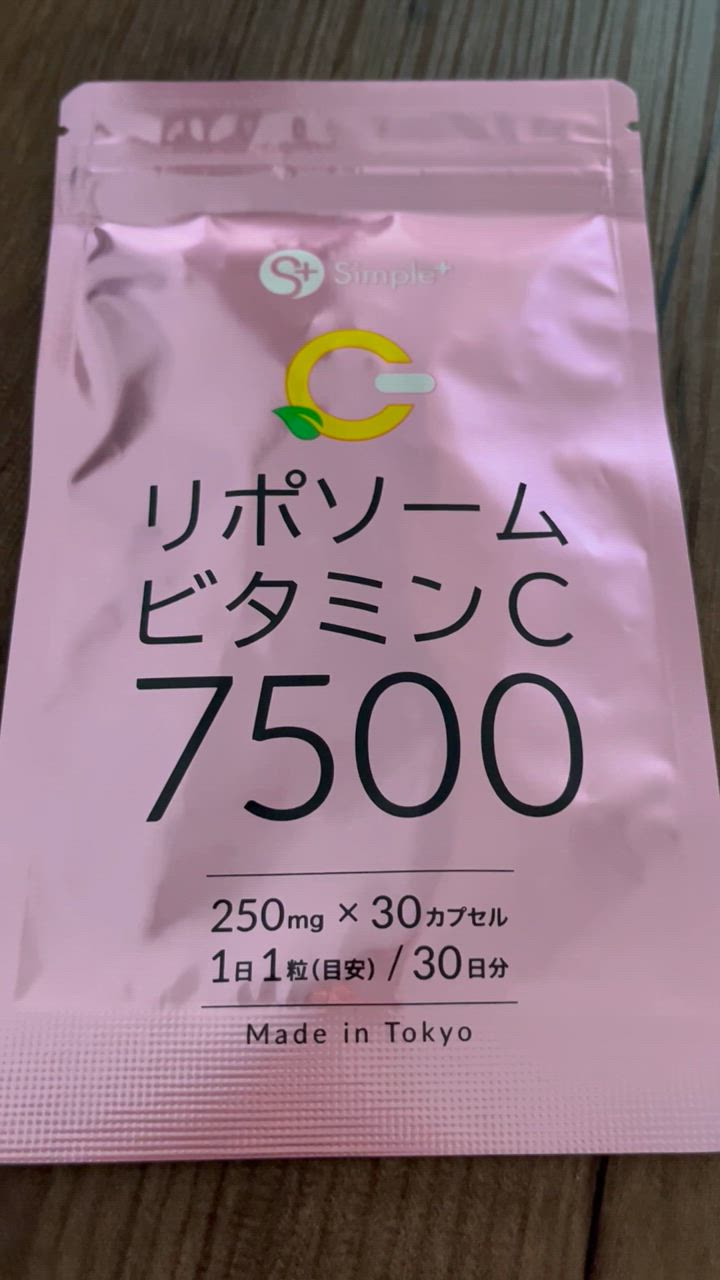 S+ Simple+
リポソーム
ビタミンC
7500
250mg × 30カプセル
1日1粒(目安) / 30日分
Made in Tokyo